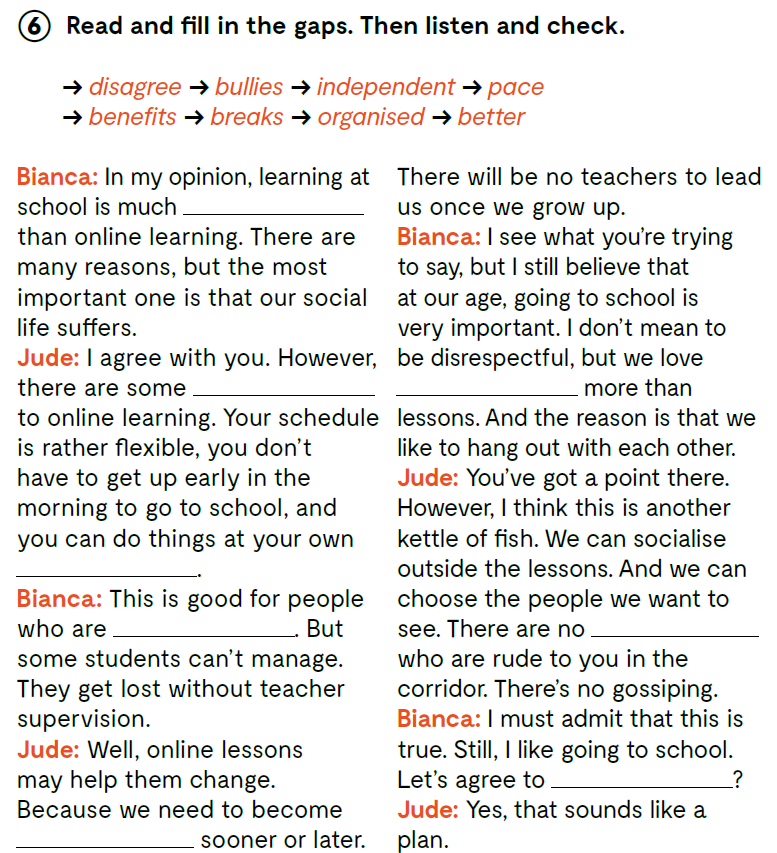 6 Read and fill in the gaps. Then listen and check.
→ disagree → bullies → independent → pace
→ benefits → breaks → organised → better
Bianca: In my opinion, learning at
school is much ____________
than online learning. There are
many reasons, but the most
important one is that our social
life suffers.
Jude: I agree with you. However,
there are some ____________
to online learning. Your schedule
is rather flexible, you don't
have to get up early in the
morning to go to school, and
you can do things at your own
____________.
Bianca: This is good for people
who are ____________. But
some students can't manage.
They get lost without teacher
supervision.
Jude: Well, online lessons
may help them change.
Because we need to become
____________ sooner or later.
There will be no teachers to lead
us once we grow up.
Bianca: I see what you're trying
to say, but I still believe that
at our age, going to school is
very important. I don't mean to
be disrespectful, but we love
____________ more than
lessons. And the reason is that we
like to hang out with each other.
Jude: You've got a point there.
However, I think this is another
kettle of fish. We can socialise
outside the lessons. And we can
choose the people we want to
see. There are no ____________
who are rude to you in the
corridor. There's no gossiping.
Bianca: I must admit that this is
true. Still, I like going to school.
Let's agree to ____________?
Jude: Yes, that sounds like a
plan.